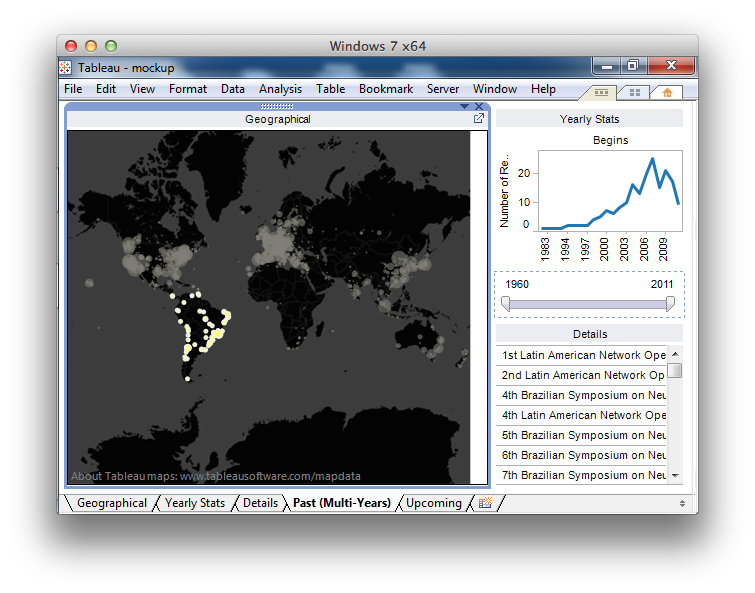 Windows 7 x64
Tableau - mockup
File Edit View Format Data Analysis Table Bookmark Server Window Help
Geographical
About Tableau maps: www.tableausoftware.com/mapdata
Yearly Stats
Begins
Number of Re..
20
10
0
1983 1994 1997 2000 2003 2006 2009
1960 2011
Details
1st Latin American Network Ope
2nd Latin American Network Op
4th Brazilian Symposium on Neu
4th Latin American Network Ope
5th Brazilian Symposium on Neu
6th Brazilian Symposium on Neu
7th Brazilian Symposium on Neu
Geographical Yearly Stats Details Past (Multi-Years) Upcoming